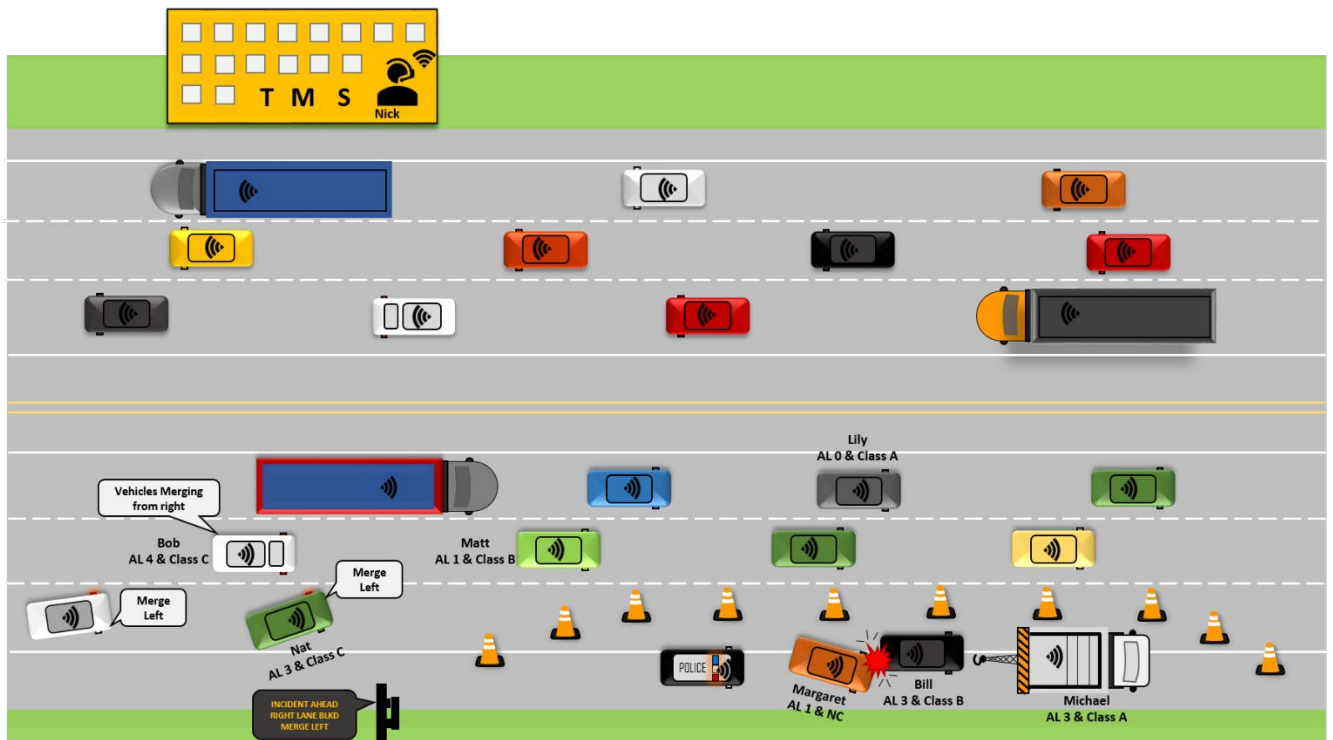 T M S
Nick
Lily
AL 0 & Class A
Vehicles Merging
from right
Bob
AL 4 & Class C
Matt
AL 1 & Class B
Merge
Left
Merge
Left
Nat
AL 3 & Class C
POLICE
Margaret
AL 1 & NC
Bill
AL 3 & Class B
Michael
AL 3 & Class A
INCIDENT AHEAD
RIGHT LANE BLKD
MERGE LEFT